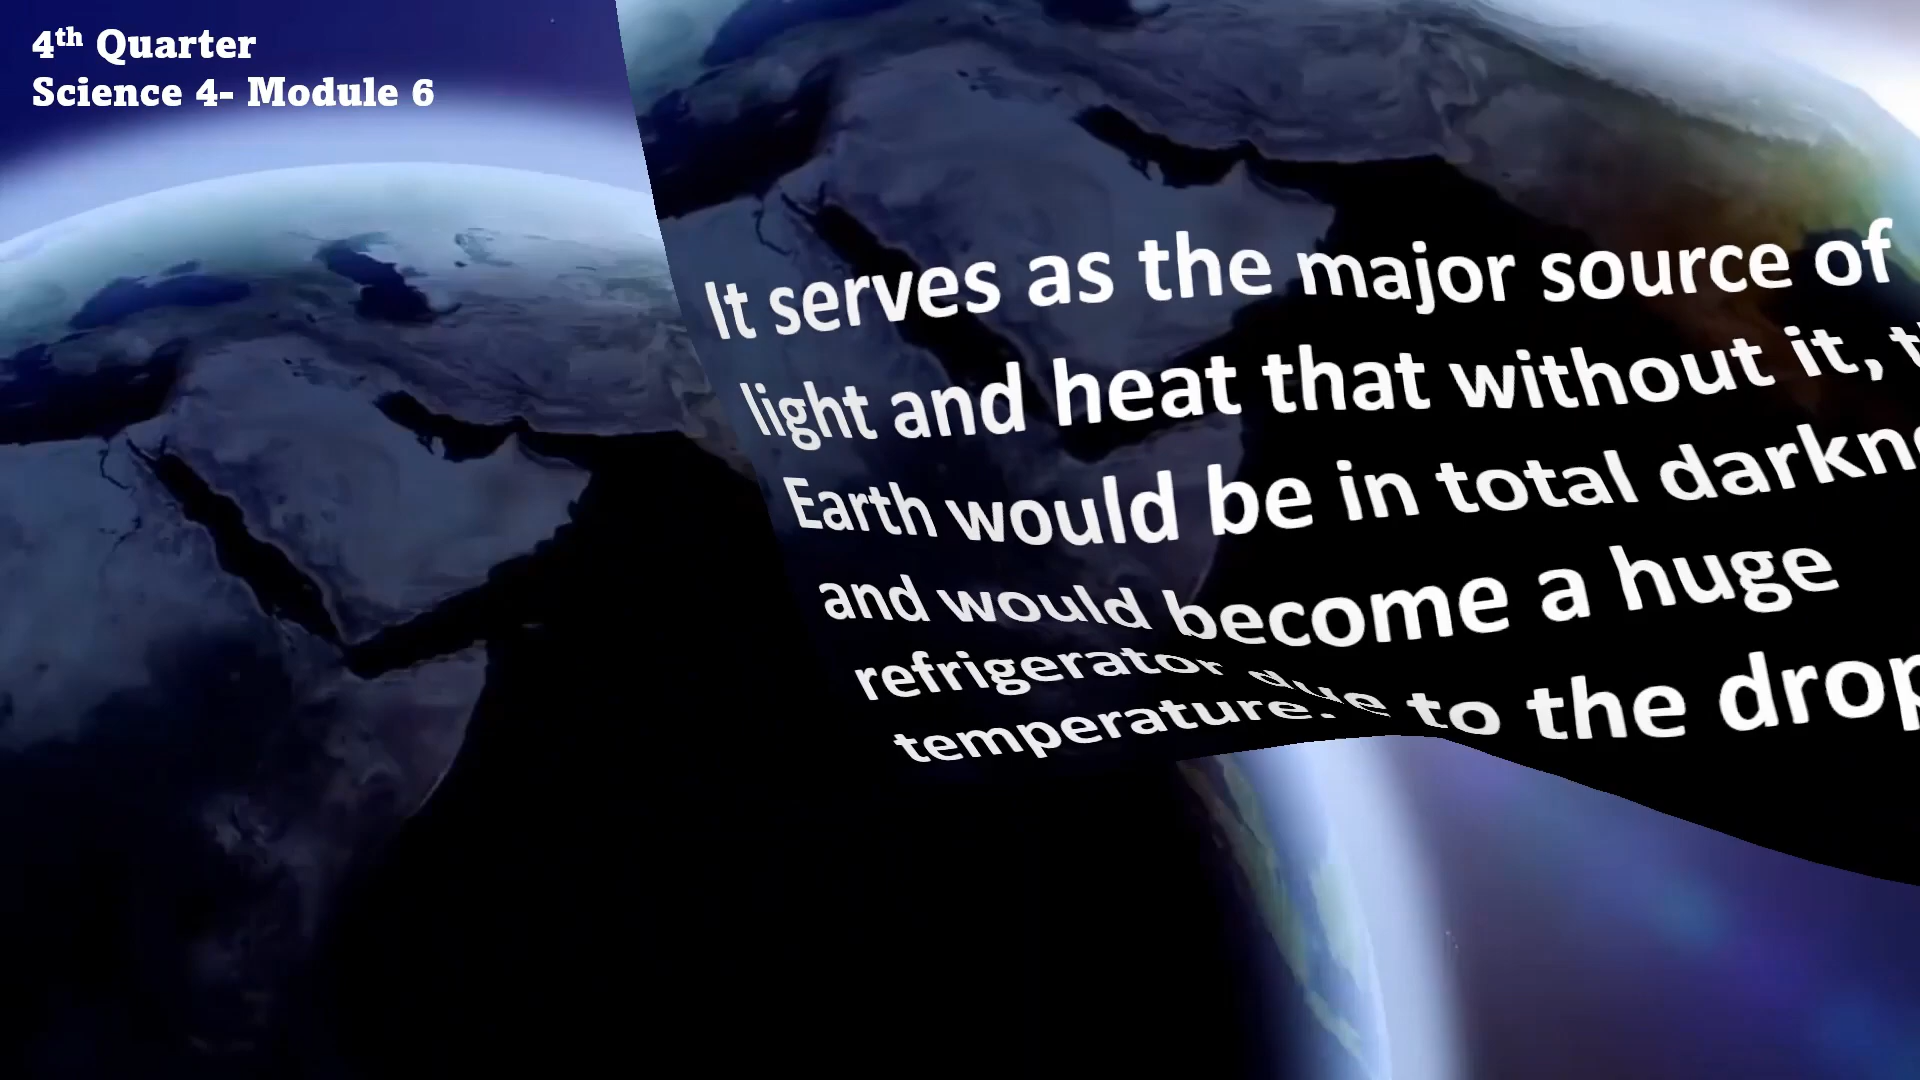 4th Quarter
Science 4- Module 6
It serves as the major source of
light and heat that without it,
Earth would be in total
and would become a huge
refrigerator due to the
temperature.